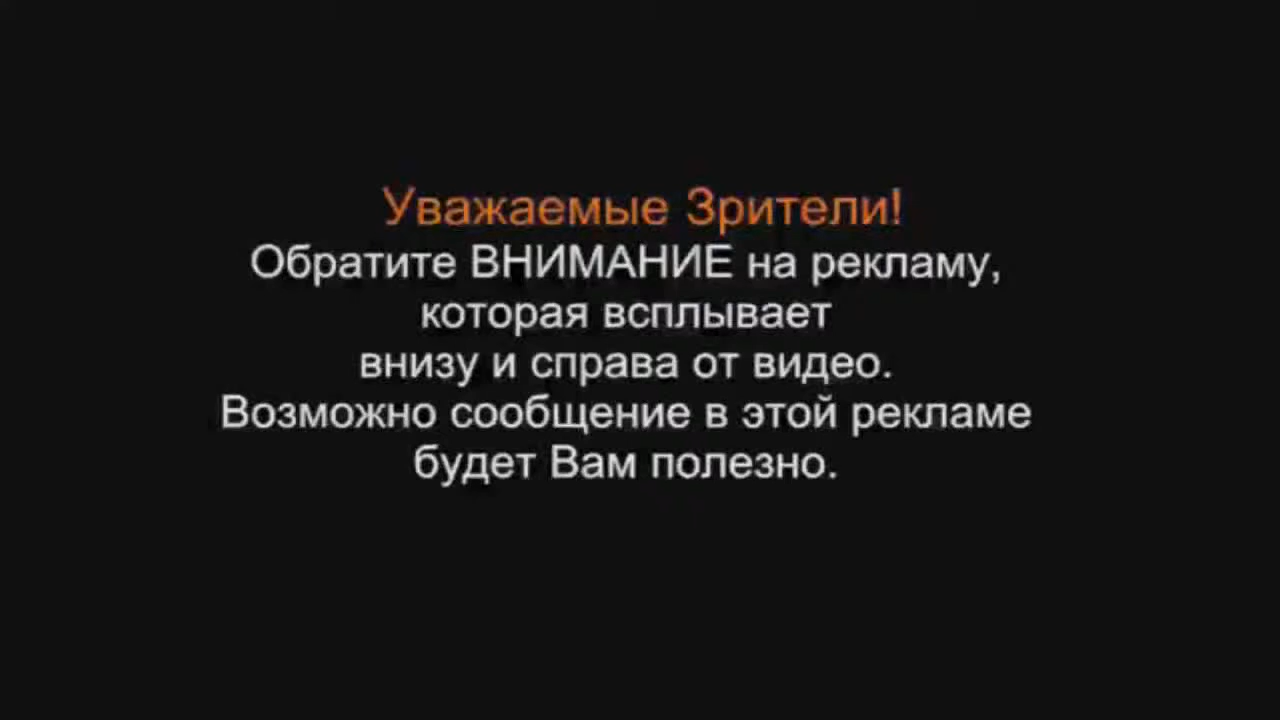 Уважаемые Зрители!
Обратите ВНИМАНИЕ на рекламу,
которая всплывает
внизу и справа от видео.
Возможно сообщение в этой рекламе
будет Вам полезно.